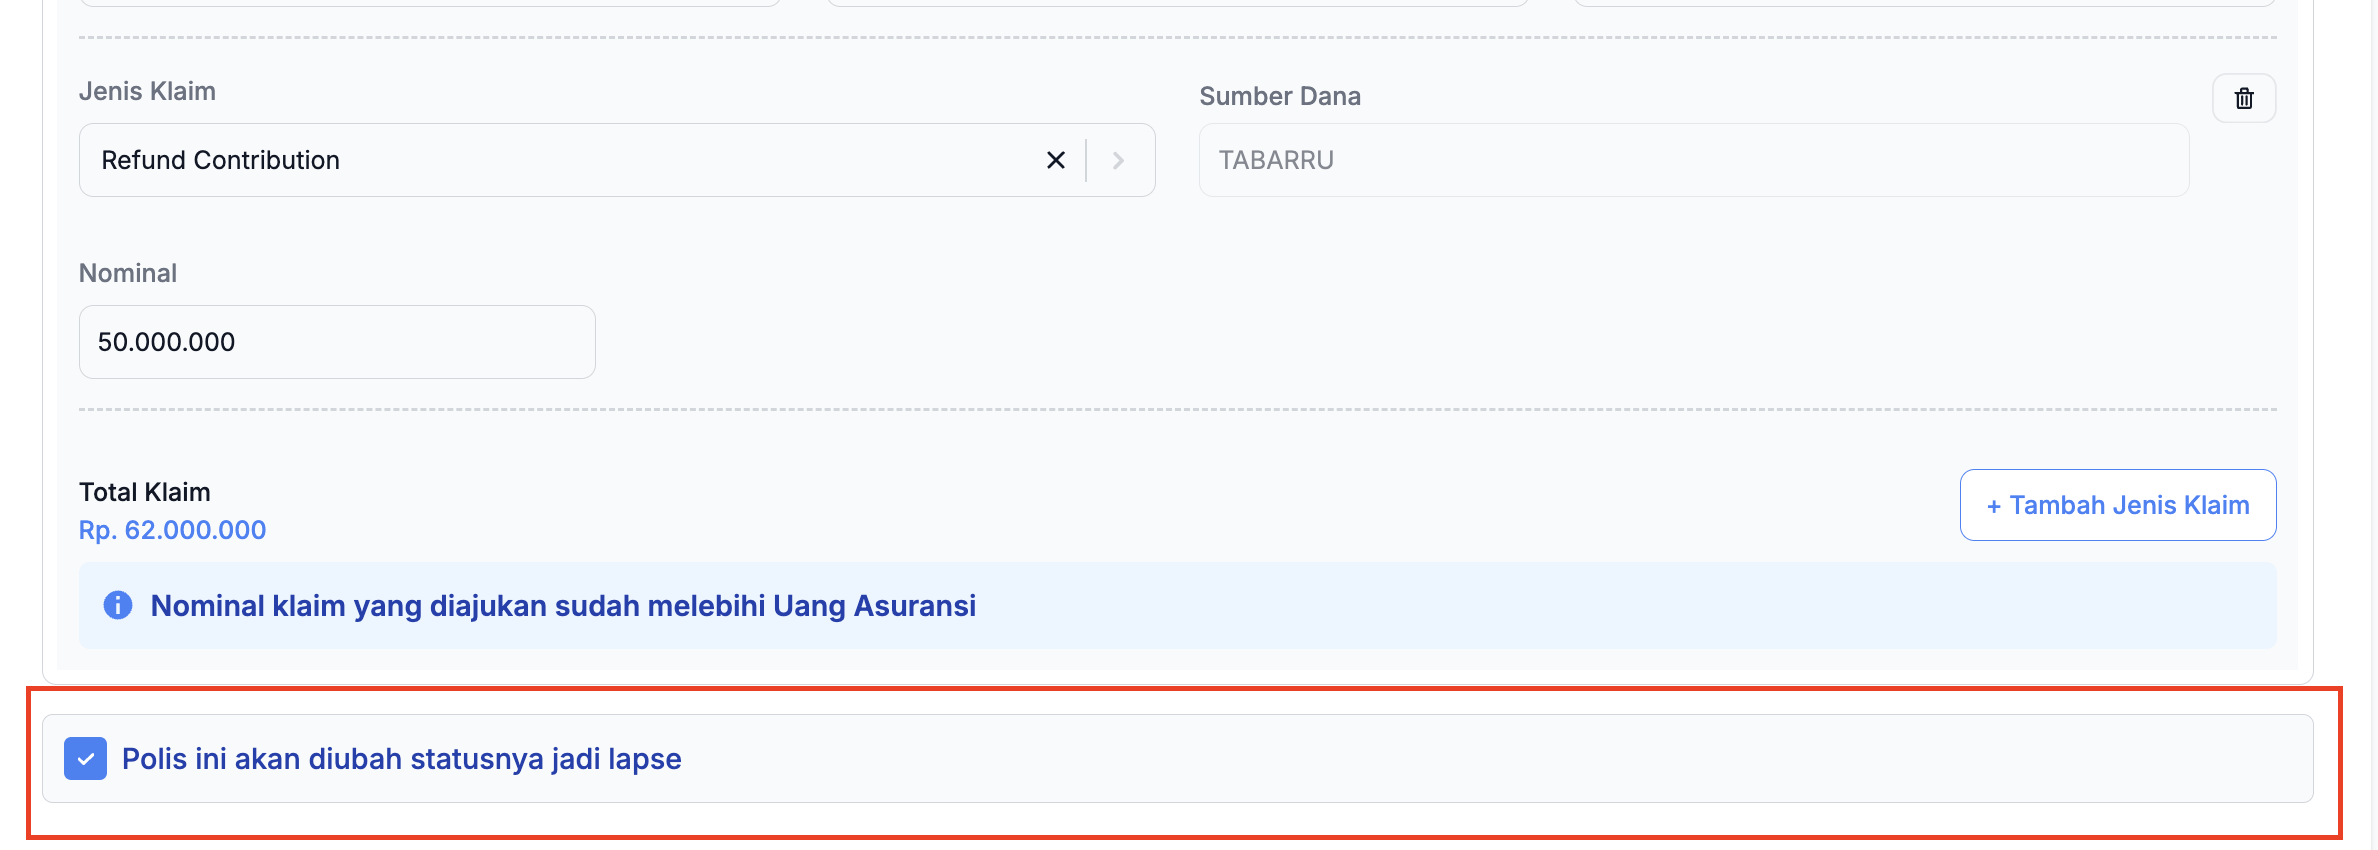 Jenis Klaim
Sumber Dana
Refund Contribution
TABARRU
Nominal
50.000.000
Total Klaim
Rp. 62.000.000
+ Tambah Jenis Klaim
Nominal klaim yang diajukan sudah melebihi Uang Asuransi
Polis ini akan diubah statusnya jadi lapse